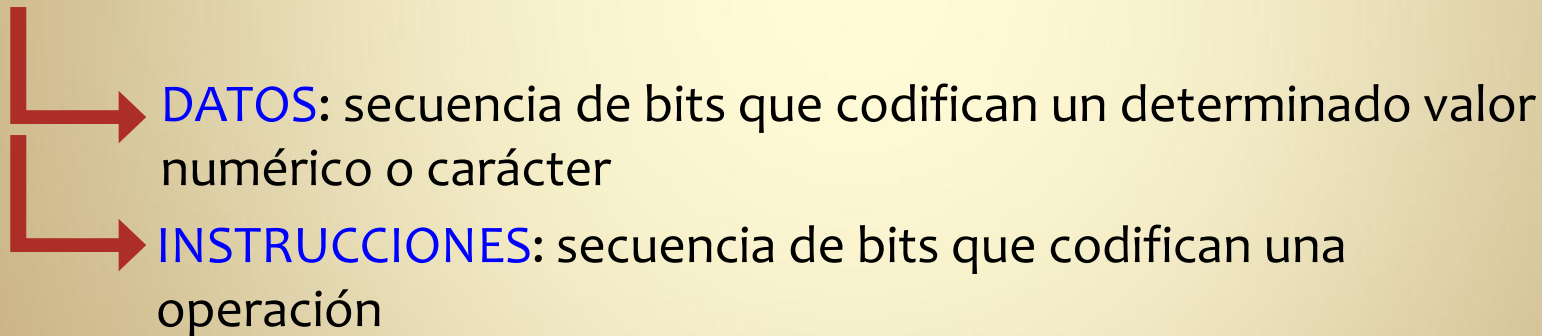 DATOS: secuencia de bits que codifican un determinado valor
numérico o carácter
INSTRUCCIONES: secuencia de bits que codifican una
operación